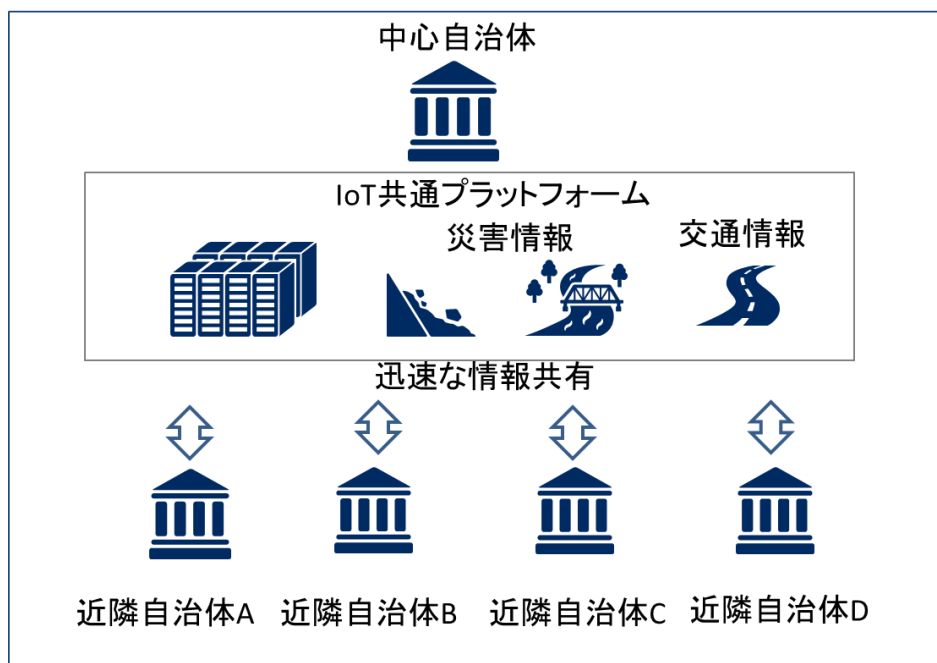 中心自治体
IoT共通プラットフォーム
災害情報
交通情報
迅速な情報共有
近隣自治体A
近隣自治体B
近隣自治体C
近隣自治体D